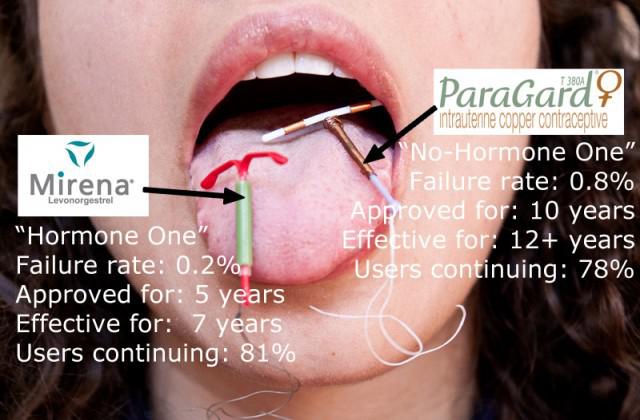 T 380A
ParaGard®
intrauterine copper contraceptive
"No-Hormone One"
Failure rate: 0.8%
Approved for: 10 years
Effective for: 12+ years
Users continuing: 78%
Mirena®
Levonorgestrel
"Hormone One"
Failure rate: 0.2%
Approved for: 5 years
Effective for: 7 years
Users continuing: 81%